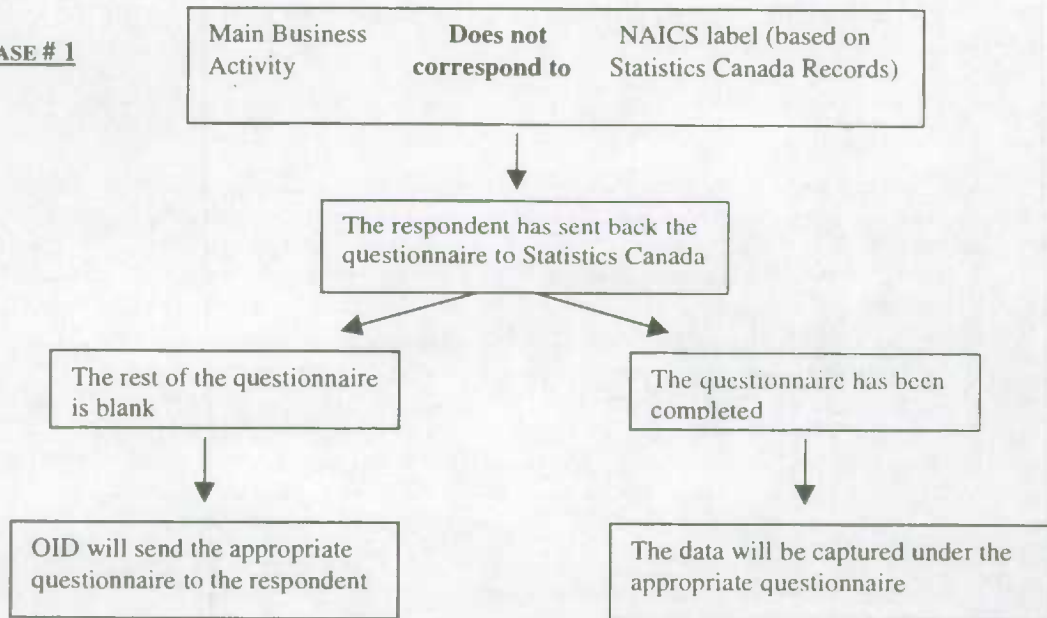 ASE # 1
Main Business Activity
Does not correspond to
NAICS label (based on Statistics Canada Records)
The respondent has sent back the
questionnaire to Statistics Canada
The rest of the questionnaire
is blank
The questionnaire has been
completed
OID will send the appropriate
questionnaire to the respondent
The data will be captured under the
appropriate questionnaire